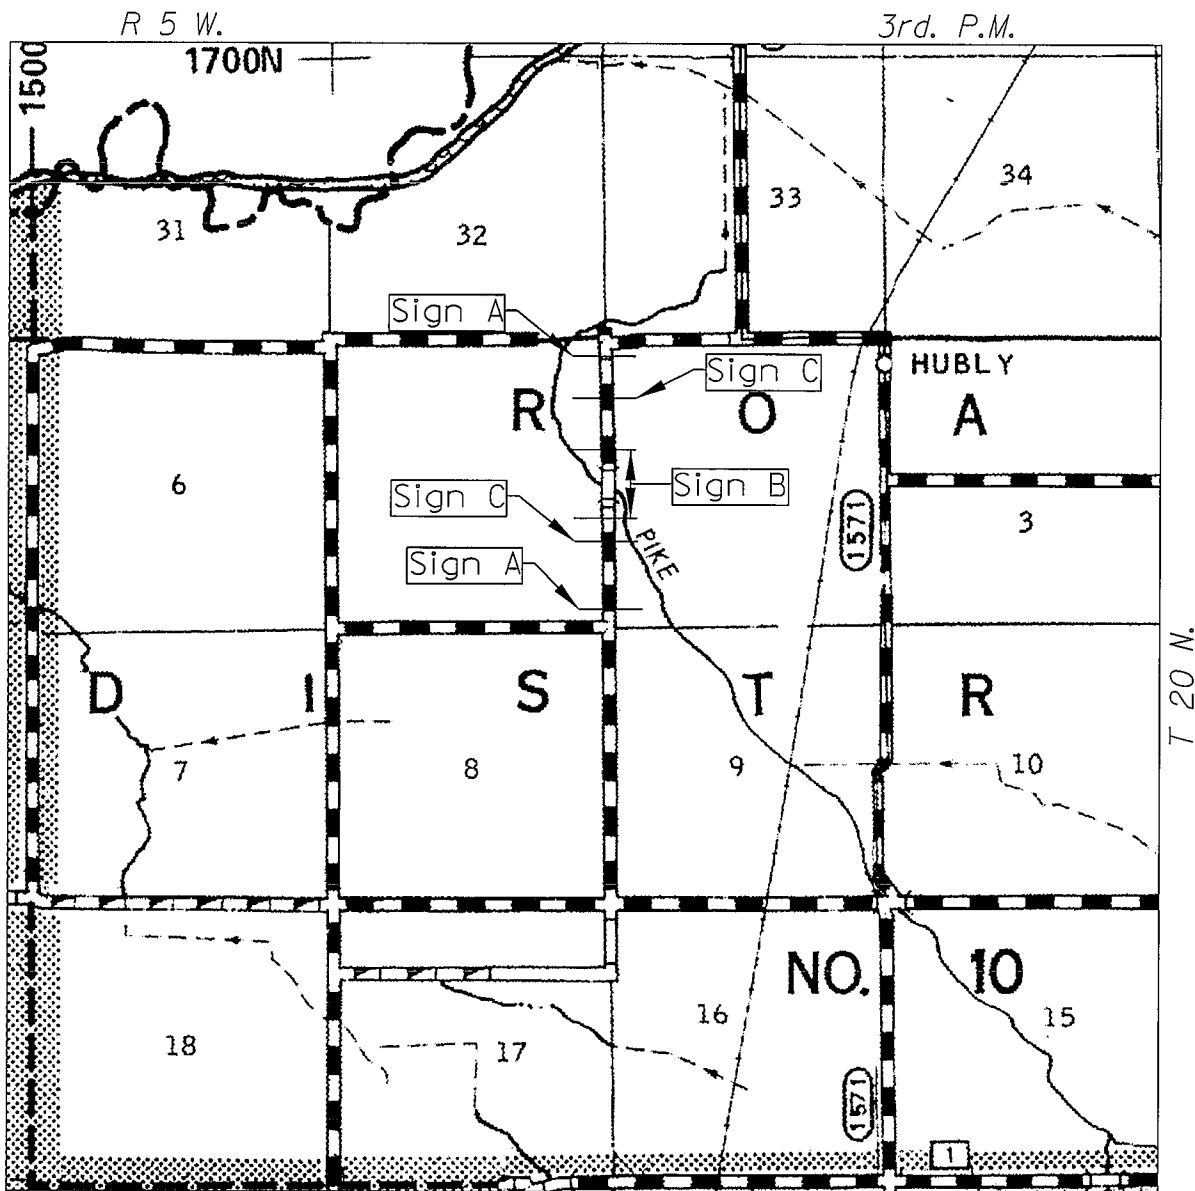 R 5 W.
3rd. P.M.
1500
1700N
31
32
33
34
Sign A
Sign C
HUBLY
R
O
A
6
Sign B
Sign C
1571
3
PIKE
Sign A
T 20 N.
D
I
S
T
R
7
8
9
10
NO.
10
18
17
16
15
1571
1